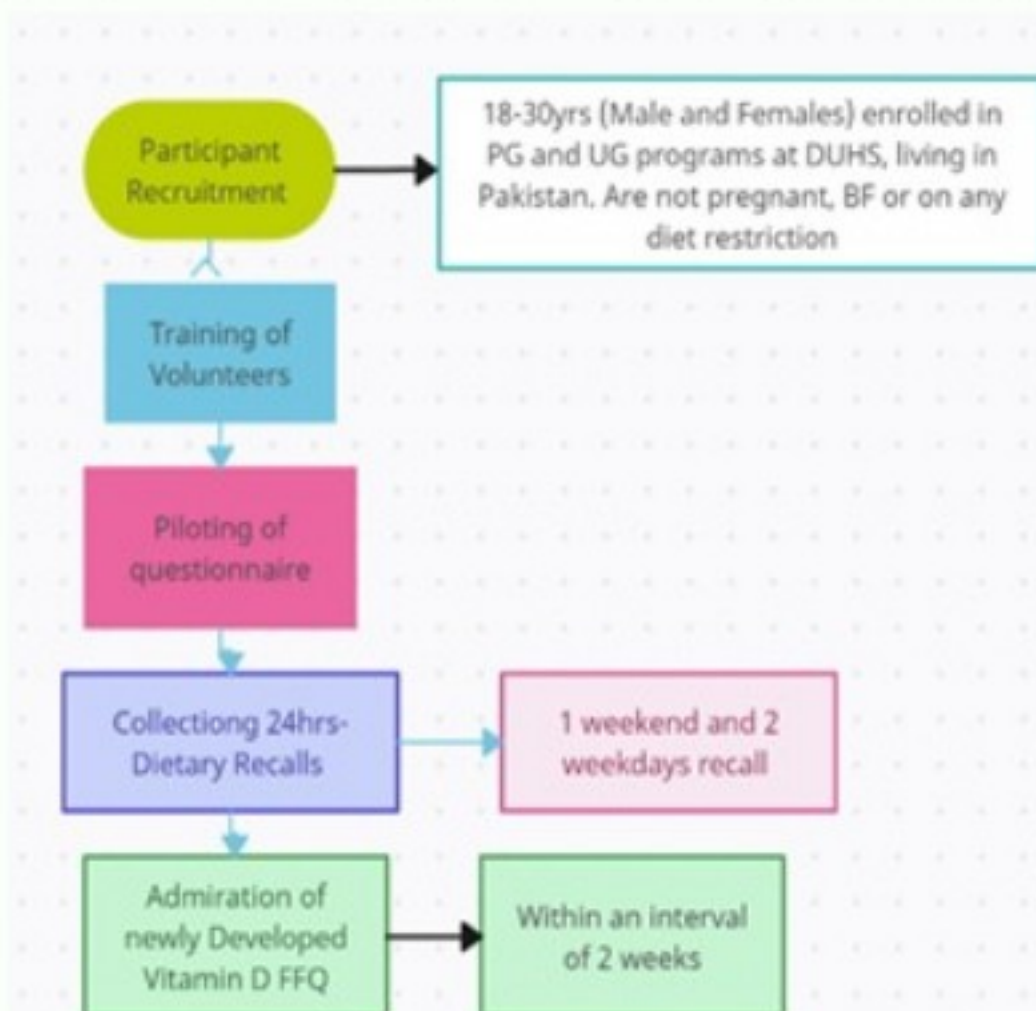 Participant
Recruitment
18-30yrs (Male and Females) enrolled in
PG and UG programs at DUHS, living in
Pakistan. Are not pregnant, BF or on any
diet restriction
Training of
Volunteers
Piloting of
questionnaire
Collectiong 24hrs-
Dietary Recalls
1 weekend and 2
weekdays recall
Admiration of
newly Developed
Vitamin D FFQ
Within an interval
of 2 weeks